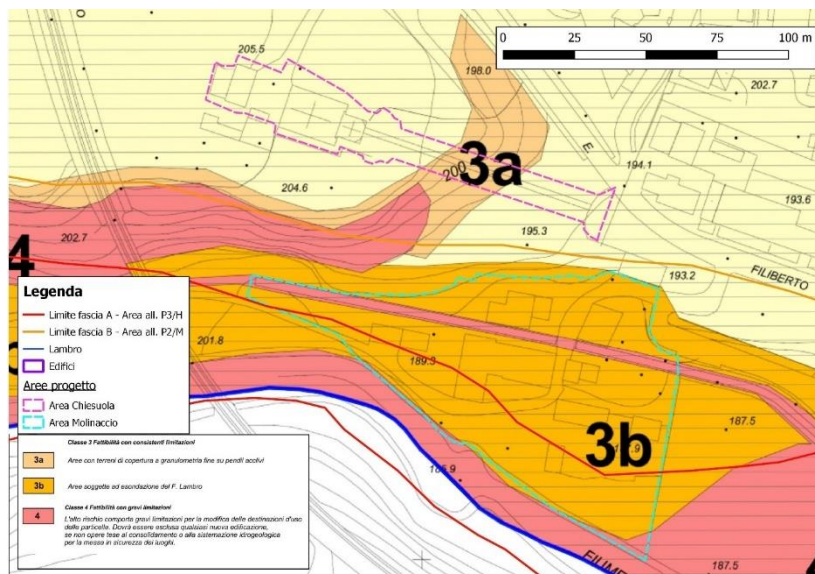 0 25 50 75 100 m
205.5
198.0
202.7
3a
200
E
194.1
204.6
193.6
195.3
202.7
4
193.2
FILIBERTO
Legenda
Limite fascia A - Area all. P3/H
Limite fascia B - Area all. P2/M
Lambro
Edifici
Aree progetto
Area Chiesuola
Area Molinaccio
201.8
189.3
187.5
3b
Classe 3 Fattibilità con consistenti limitazioni
3a Aree con terreni di copertura a granulometria fine su pendii acclivi
3b Aree soggette ad esondazione del F. Lambro
Classe 4 Fattibilità con gravi limitazioni
4 L'alto rischio comporta gravi limitazioni per la modifica delle destinazioni d'uso
delle particelle. Dovrà essere esclusa qualsiasi nuova edificazione,
se non opere tese al consolidamento o alla sistemazione idrogeologica
per la messa in sicurezza dei luoghi.
187.5